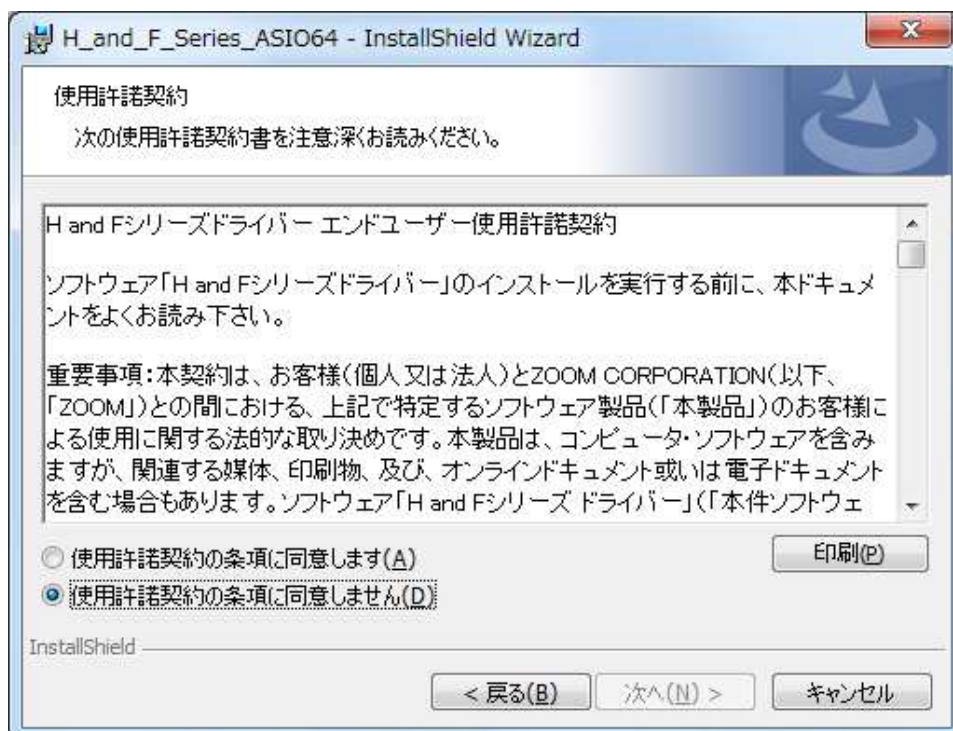 H_and_F_Series_ASIO64 - InstallShield Wizard
使用許諾契約
次の使用許諾契約書を注意深くお読みください。
H and Fシリーズドライバー エンドユーザー使用許諾契約
ソフトウェア「H and Fシリーズドライバー」のインストールを実行する前に、本ドキュメ
ントをよくお読み下さい。
重要事項：本契約は、お客様(個人又は法人)とZOOM CORPORATION(以下、
「ZOOM」)との間における、上記で特定するソフトウェア製品(「本製品」)のお客様に
よる使用に関する法的な取り決めです。本製品は、コンピュータ・ソフトウェアを含み
ますが、関連する媒体、印刷物、及び、オンラインドキュメント或いは電子ドキュメント
を含む場合もあります。ソフトウェア「H and Fシリーズ ドライバー」(「本件ソフトウェ
使用許諾契約の条項に同意します(A)
印刷(P)
使用許諾契約の条項に同意しません(D)
InstallShield
< 戻る(B)
次へ(N) >
キャンセル